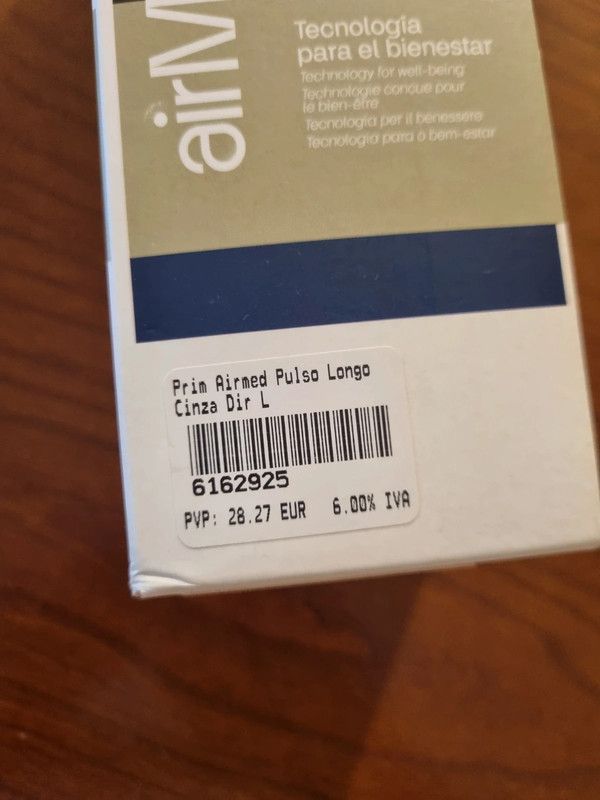 airM
Tecnología
para el bienestar
Technology for well-being
Technologie conçue pour
le bien-être
Tecnologia per il benessere
Tecnologia para o bem-estar
Prim Airmed Pulso Longo
Cinza Dir L
6162925
PVP: 28.27 EUR 6.00% IVA